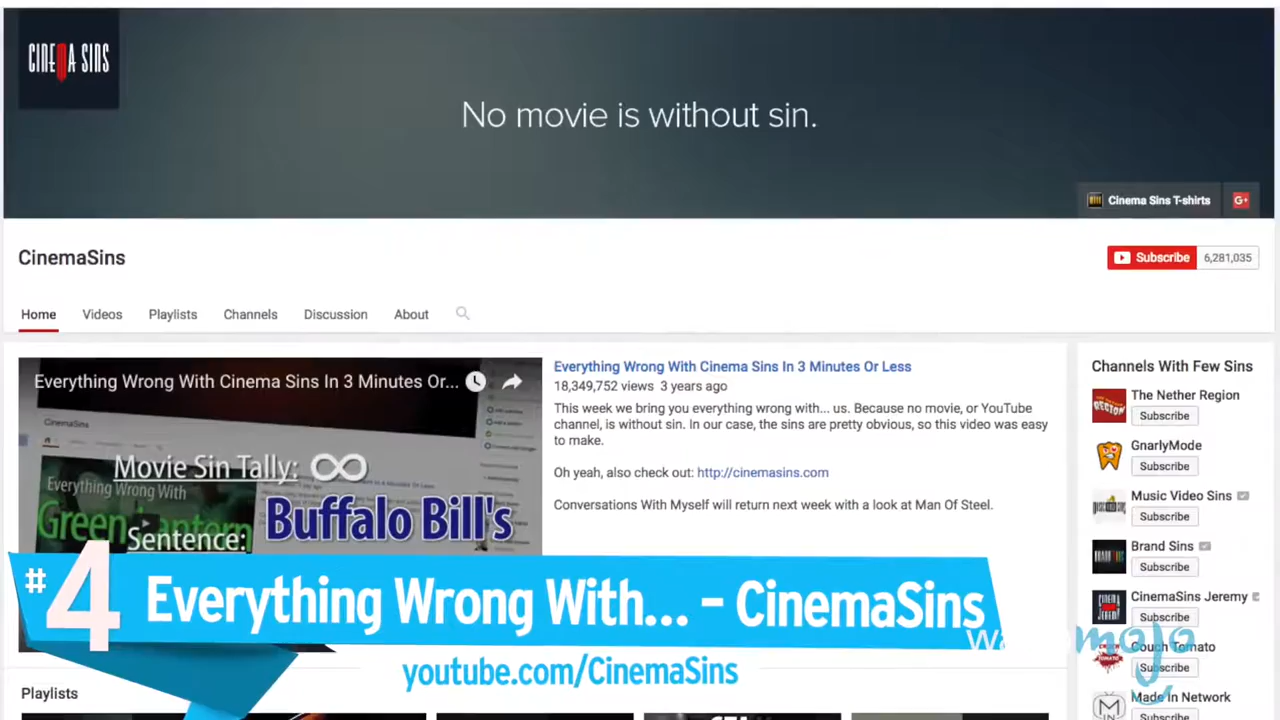 CINEMA SINS
No movie is without sin.
Cinema Sins T-shirts
G+
CinemaSins
Subscribe 6,281,035
Home Videos Playlists Channels Discussion About
Everything Wrong With Cinema Sins In 3 Minutes Or...
CinemaSins
Movie Sin Tally: ∞
Everything Wrong With
Green Lantern
Buffalo Bill's
Sentence:
Everything Wrong With Cinema Sins In 3 Minutes Or Less
18,349,752 views 3 years ago
This week we bring you everything wrong with... us. Because no movie, or YouTube
channel, is without sin. In our case, the sins are pretty obvious, so this video was easy
to make.
Oh yeah, also check out: http://cinemasins.com
Conversations With Myself will return next week with a look at Man Of Steel.
Channels With Few Sins
The Nether Region
Subscribe
GnarlyMode
Subscribe
Music Video Sins
Subscribe
Brand Sins
Subscribe
CinemaSins Jeremy
Subscribe
Couch Tomato
Subscribe
Made In Network
Subscribe
#4 Everything Wrong With... – CinemaSins
youtube.com/CinemaSins
mojo
Playlists